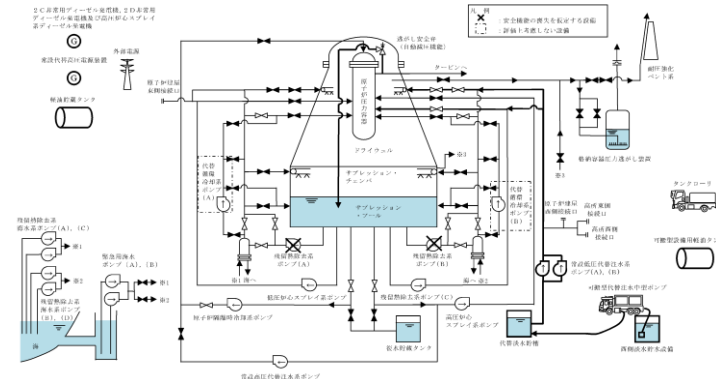 2C非常用ディーゼル発電機，2D非常用
ディーゼル発電機及び高圧炉心スプレイ
系ディーゼル発電機
G
常設代替高圧電源装置
G
軽油貯蔵タンク
外部電源
原子炉建屋
東側接続口
逃がし安全弁
(自動減圧機能)
凡 例
：安全機能の喪失を仮定する設備
：評価上考慮しない設備
タービンへ
原子炉圧力容器
ドライウェル
サプレッション・
チェンバ
サプレッション
・プール
※3
耐圧強化
ベント系
格納容器圧力逃がし装置
※3
代替
循環
冷却系
ポンプ
(A)
代替
循環
冷却系
ポンプ
(B)
原子炉建屋
西側接続口
高所東側
接続口
高所西側
接続口
タンクローリ
可搬型設備用軽油タンク
残留熱除去系
海水系ポンプ(A)，(C)
※1
※2
残留熱除去系
海水系ポンプ
(B)，(D)
海
緊急用海水
ポンプ(A)，(B)
※1
※2
残留熱除去系
ポンプ(A)
残留熱除去系
ポンプ(B)
※1 海へ
海へ ※2
低圧炉心スプレイ系ポンプ
残留熱除去系ポンプ(C)
原子炉隔離時冷却系ポンプ
高圧炉心
スプレイ系ポンプ
復水貯蔵タンク
常設高圧代替注水系ポンプ
常設低圧代替注水系
ポンプ(A)，(B)
可搬型代替注水中型ポンプ
代替淡水貯槽
西側淡水貯水設備